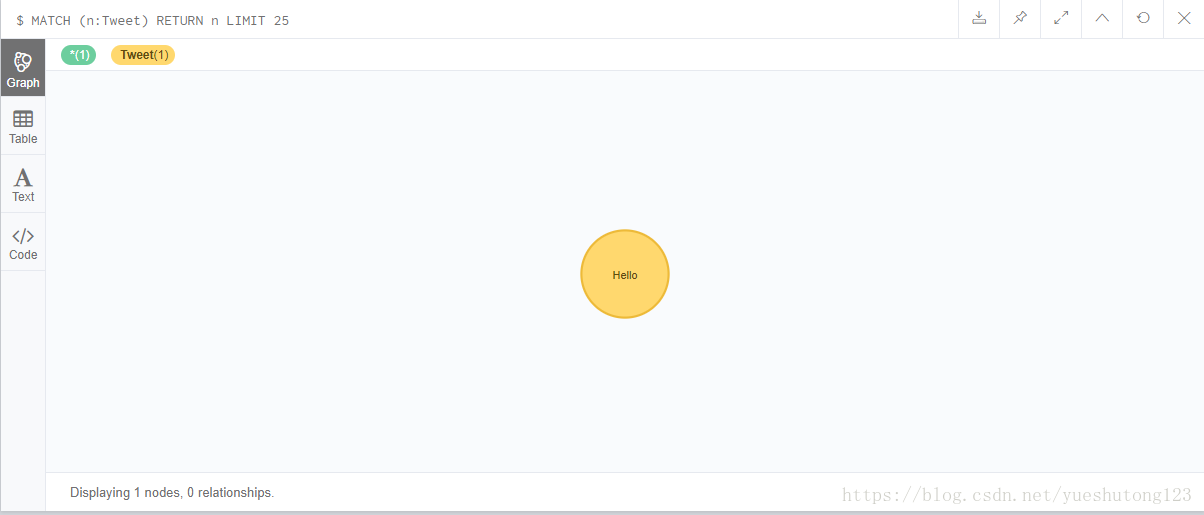 $ MATCH (n:Tweet) RETURN n LIMIT 25
*(1) Tweet(1)
Graph
Table
Text
Code
Hello
Displaying 1 nodes, 0 relationships.
https://blog.csdn.net/yueshutong123